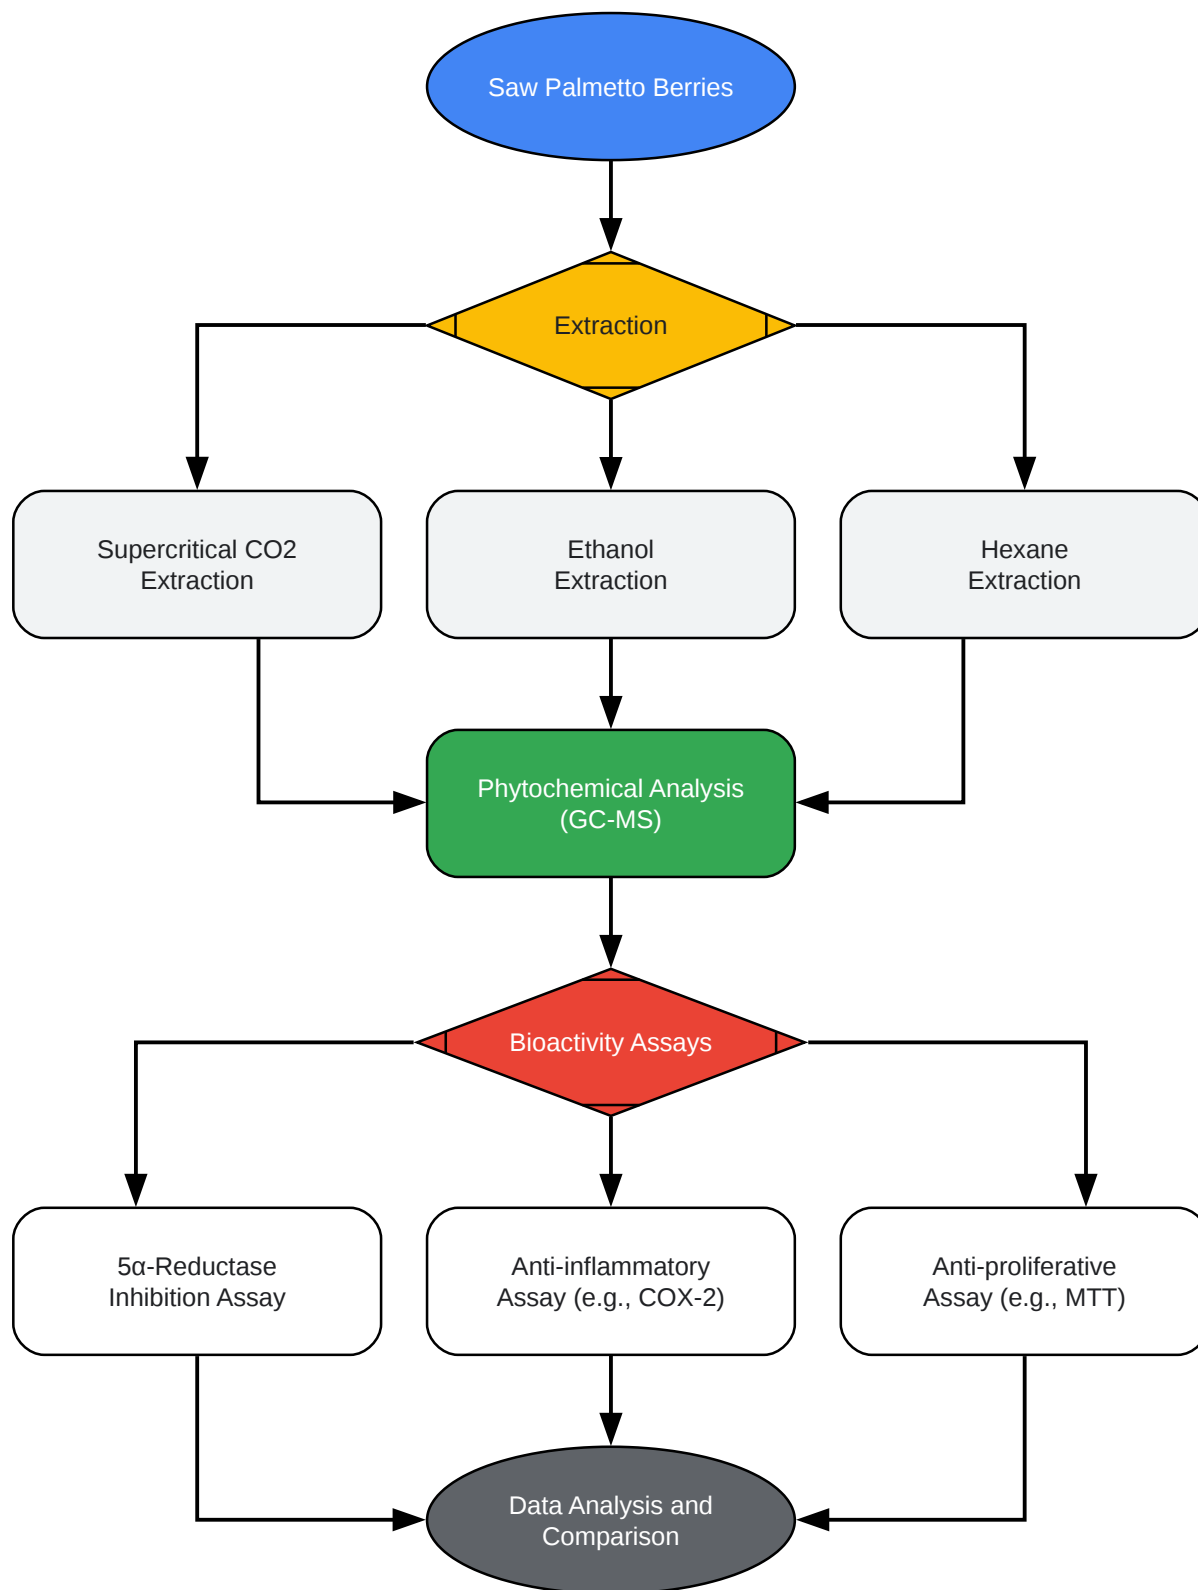 Saw Palmetto Berries
Extraction
Supercritical CO2
Extraction
Ethanol
Extraction
Hexane
Extraction
Phytochemical Analysis
(GC-MS)
Bioactivity Assays
5α-Reductase
Inhibition Assay
Anti-inflammatory
Assay (e.g., COX-2)
Anti-proliferative
Assay (e.g., MTT)
Data Analysis and
Comparison